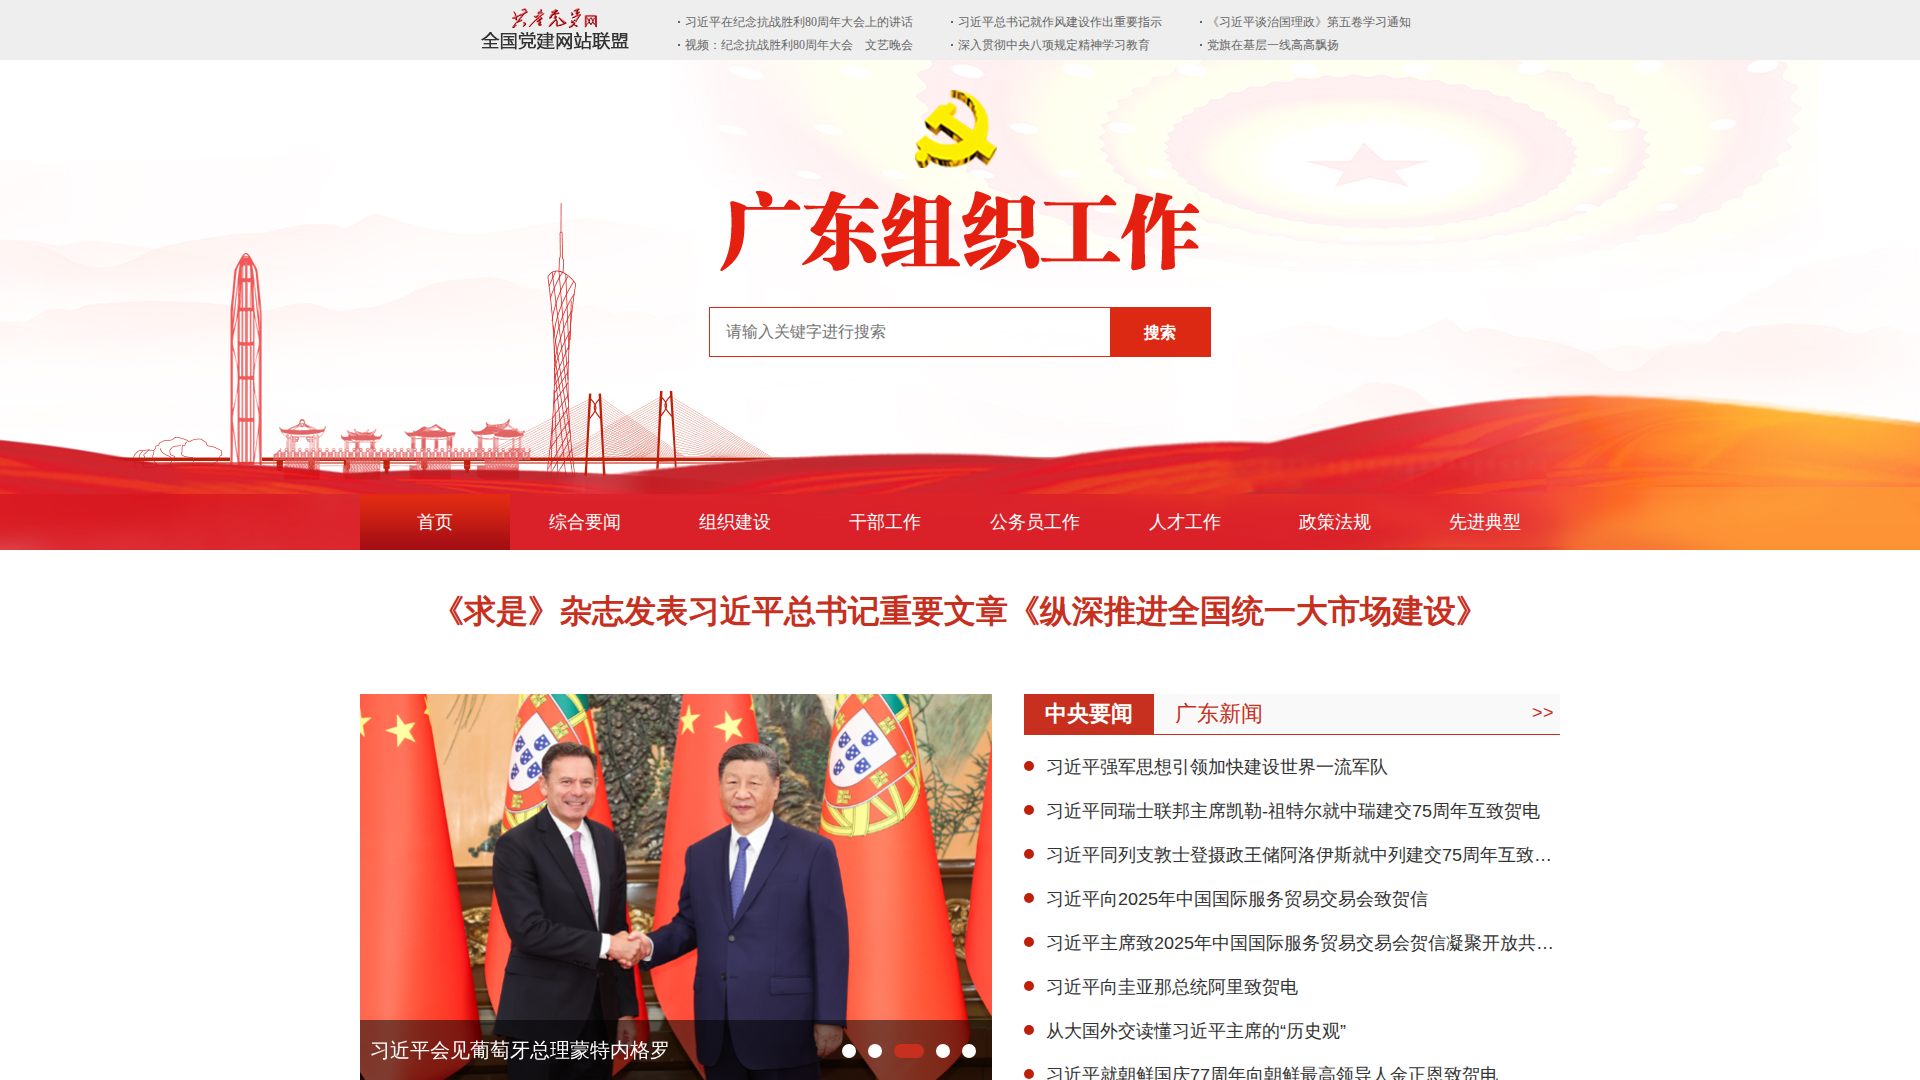 共产党员网
全国党建网站联盟
· 习近平在纪念抗战胜利80周年大会上的讲话
· 习近平总书记就作风建设作出重要指示
· 《习近平谈治国理政》第五卷学习通知
· 视频：纪念抗战胜利80周年大会　文艺晚会
· 深入贯彻中央八项规定精神学习教育
· 党旗在基层一线高高飘扬
广东组织工作
请输入关键字进行搜索
搜索
首页
综合要闻
组织建设
干部工作
公务员工作
人才工作
政策法规
先进典型
《求是》杂志发表习近平总书记重要文章《纵深推进全国统一大市场建设》
习近平会见葡萄牙总理蒙特内格罗
中央要闻
广东新闻
>>
习近平强军思想引领加快建设世界一流军队
习近平同瑞士联邦主席凯勒-祖特尔就中瑞建交75周年互致贺电
习近平同列支敦士登摄政王储阿洛伊斯就中列建交75周年互致…
习近平向2025年中国国际服务贸易交易会致贺信
习近平主席致2025年中国国际服务贸易交易会贺信凝聚开放共…
习近平向圭亚那总统阿里致贺电
从大国外交读懂习近平主席的“历史观”
习近平就朝鲜国庆77周年向朝鲜最高领导人金正恩致贺电